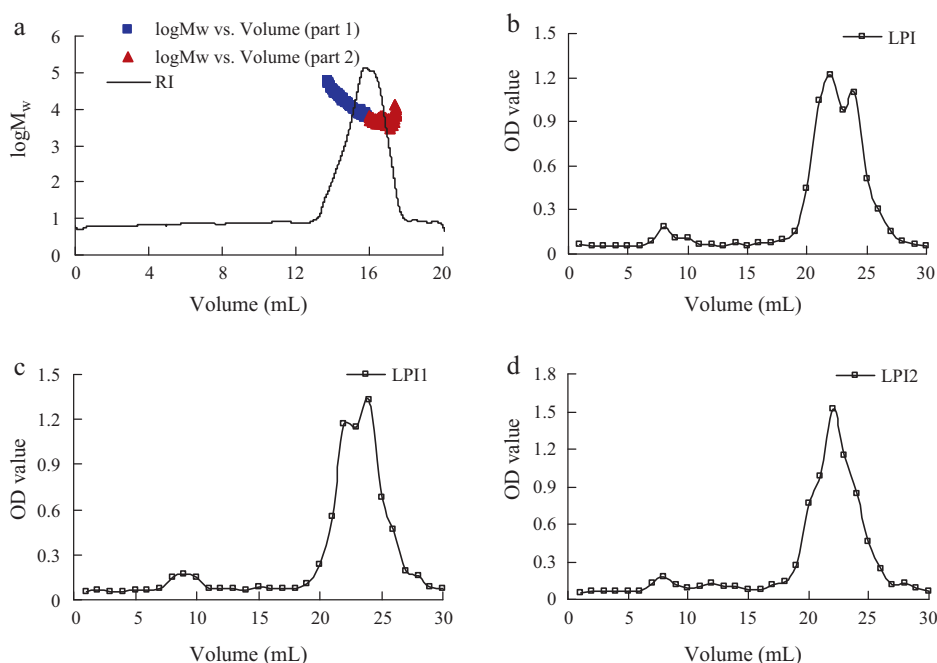 a
logMw vs. Volume (part 1)
logMw vs. Volume (part 2)
RI
6
5
4
3
2
1
0
logMw
0 4 8 12 16 20
Volume (mL)
b
LPI
1.5
1.2
0.9
0.6
0.3
0
OD value
0 5 10 15 20 25 30
Volume (mL)
c
LPI1
1.5
1.2
0.9
0.6
0.3
0
OD value
0 5 10 15 20 25 30
Volume (mL)
d
LPI2
1.8
1.5
1.2
0.9
0.6
0.3
0
OD value
0 5 10 15 20 25 30
Volume (mL)